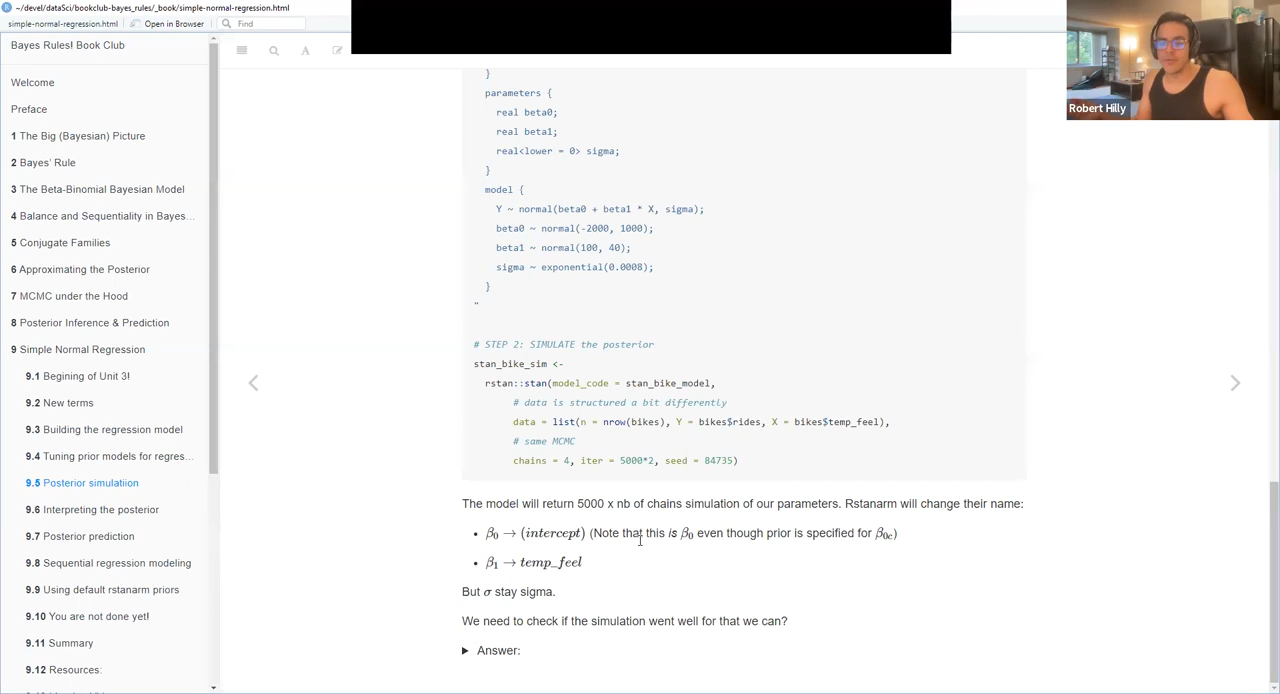 ~/devel/dataSci/bookclub-bayes_rules/_book/simple-normal-regression.html
simple-normal-regression.html
Open in Browser
Find
Bayes Rules! Book Club
Welcome
Preface
1 The Big (Bayesian) Picture
2 Bayes' Rule
3 The Beta-Binomial Bayesian Model
4 Balance and Sequentiality in Bayes...
5 Conjugate Families
6 Approximating the Posterior
7 MCMC under the Hood
8 Posterior Inference & Prediction
9 Simple Normal Regression
9.1 Begining of Unit 3!
9.2 New terms
9.3 Building the regression model
9.4 Tuning prior models for regres...
9.5 Posterior simulatiion
9.6 Interpreting the posterior
9.7 Posterior prediction
9.8 Sequential regression modeling
9.9 Using default rstanarm priors
9.10 You are not done yet!
9.11 Summary
9.12 Resources:
A
}
parameters {
real beta0;
real beta1;
real<lower = 0> sigma;
}
model {
Y ~ normal(beta0 + beta1 * X, sigma);
beta0 ~ normal(-2000, 1000);
beta1 ~ normal(100, 40);
sigma ~ exponential(0.0008);
}
"
# STEP 2: SIMULATE the posterior
stan_bike_sim <-
rstan::stan(model_code = stan_bike_model,
# data is structured a bit differently
data = list(n = nrow(bikes), Y = bikes$rides, X = bikes$temp_feel),
# same MCMC
chains = 4, iter = 5000*2, seed = 84735)
The model will return 5000 x nb of chains simulation of our parameters. Rstanarm will change their name:
• β0 → (intercept) (Note that this is β0 even though prior is specified for β0c)
• β1 → temp_feel
But σ stay sigma.
We need to check if the simulation went well for that we can?
Answer:
Robert Hilly